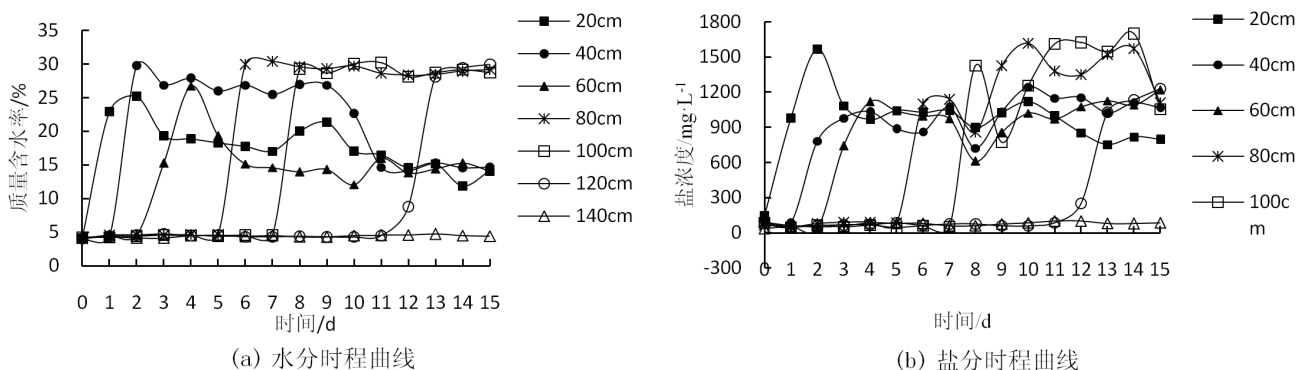 35
30
25
20
15
10
5
0
质量含水率/%
0 1 2 3 4 5 6 7 8 9 10 11 12 13 14 15
时间/d
20cm
40cm
60cm
80cm
100cm
120cm
140cm
(a) 水分时程曲线
1800
1500
1200
900
600
300
0
-300
盐浓度/mg·L⁻¹
0 1 2 3 4 5 6 7 8 9 10 11 12 13 14 15
时间/d
20cm
40cm
60cm
80cm
100c
m
(b) 盐分时程曲线